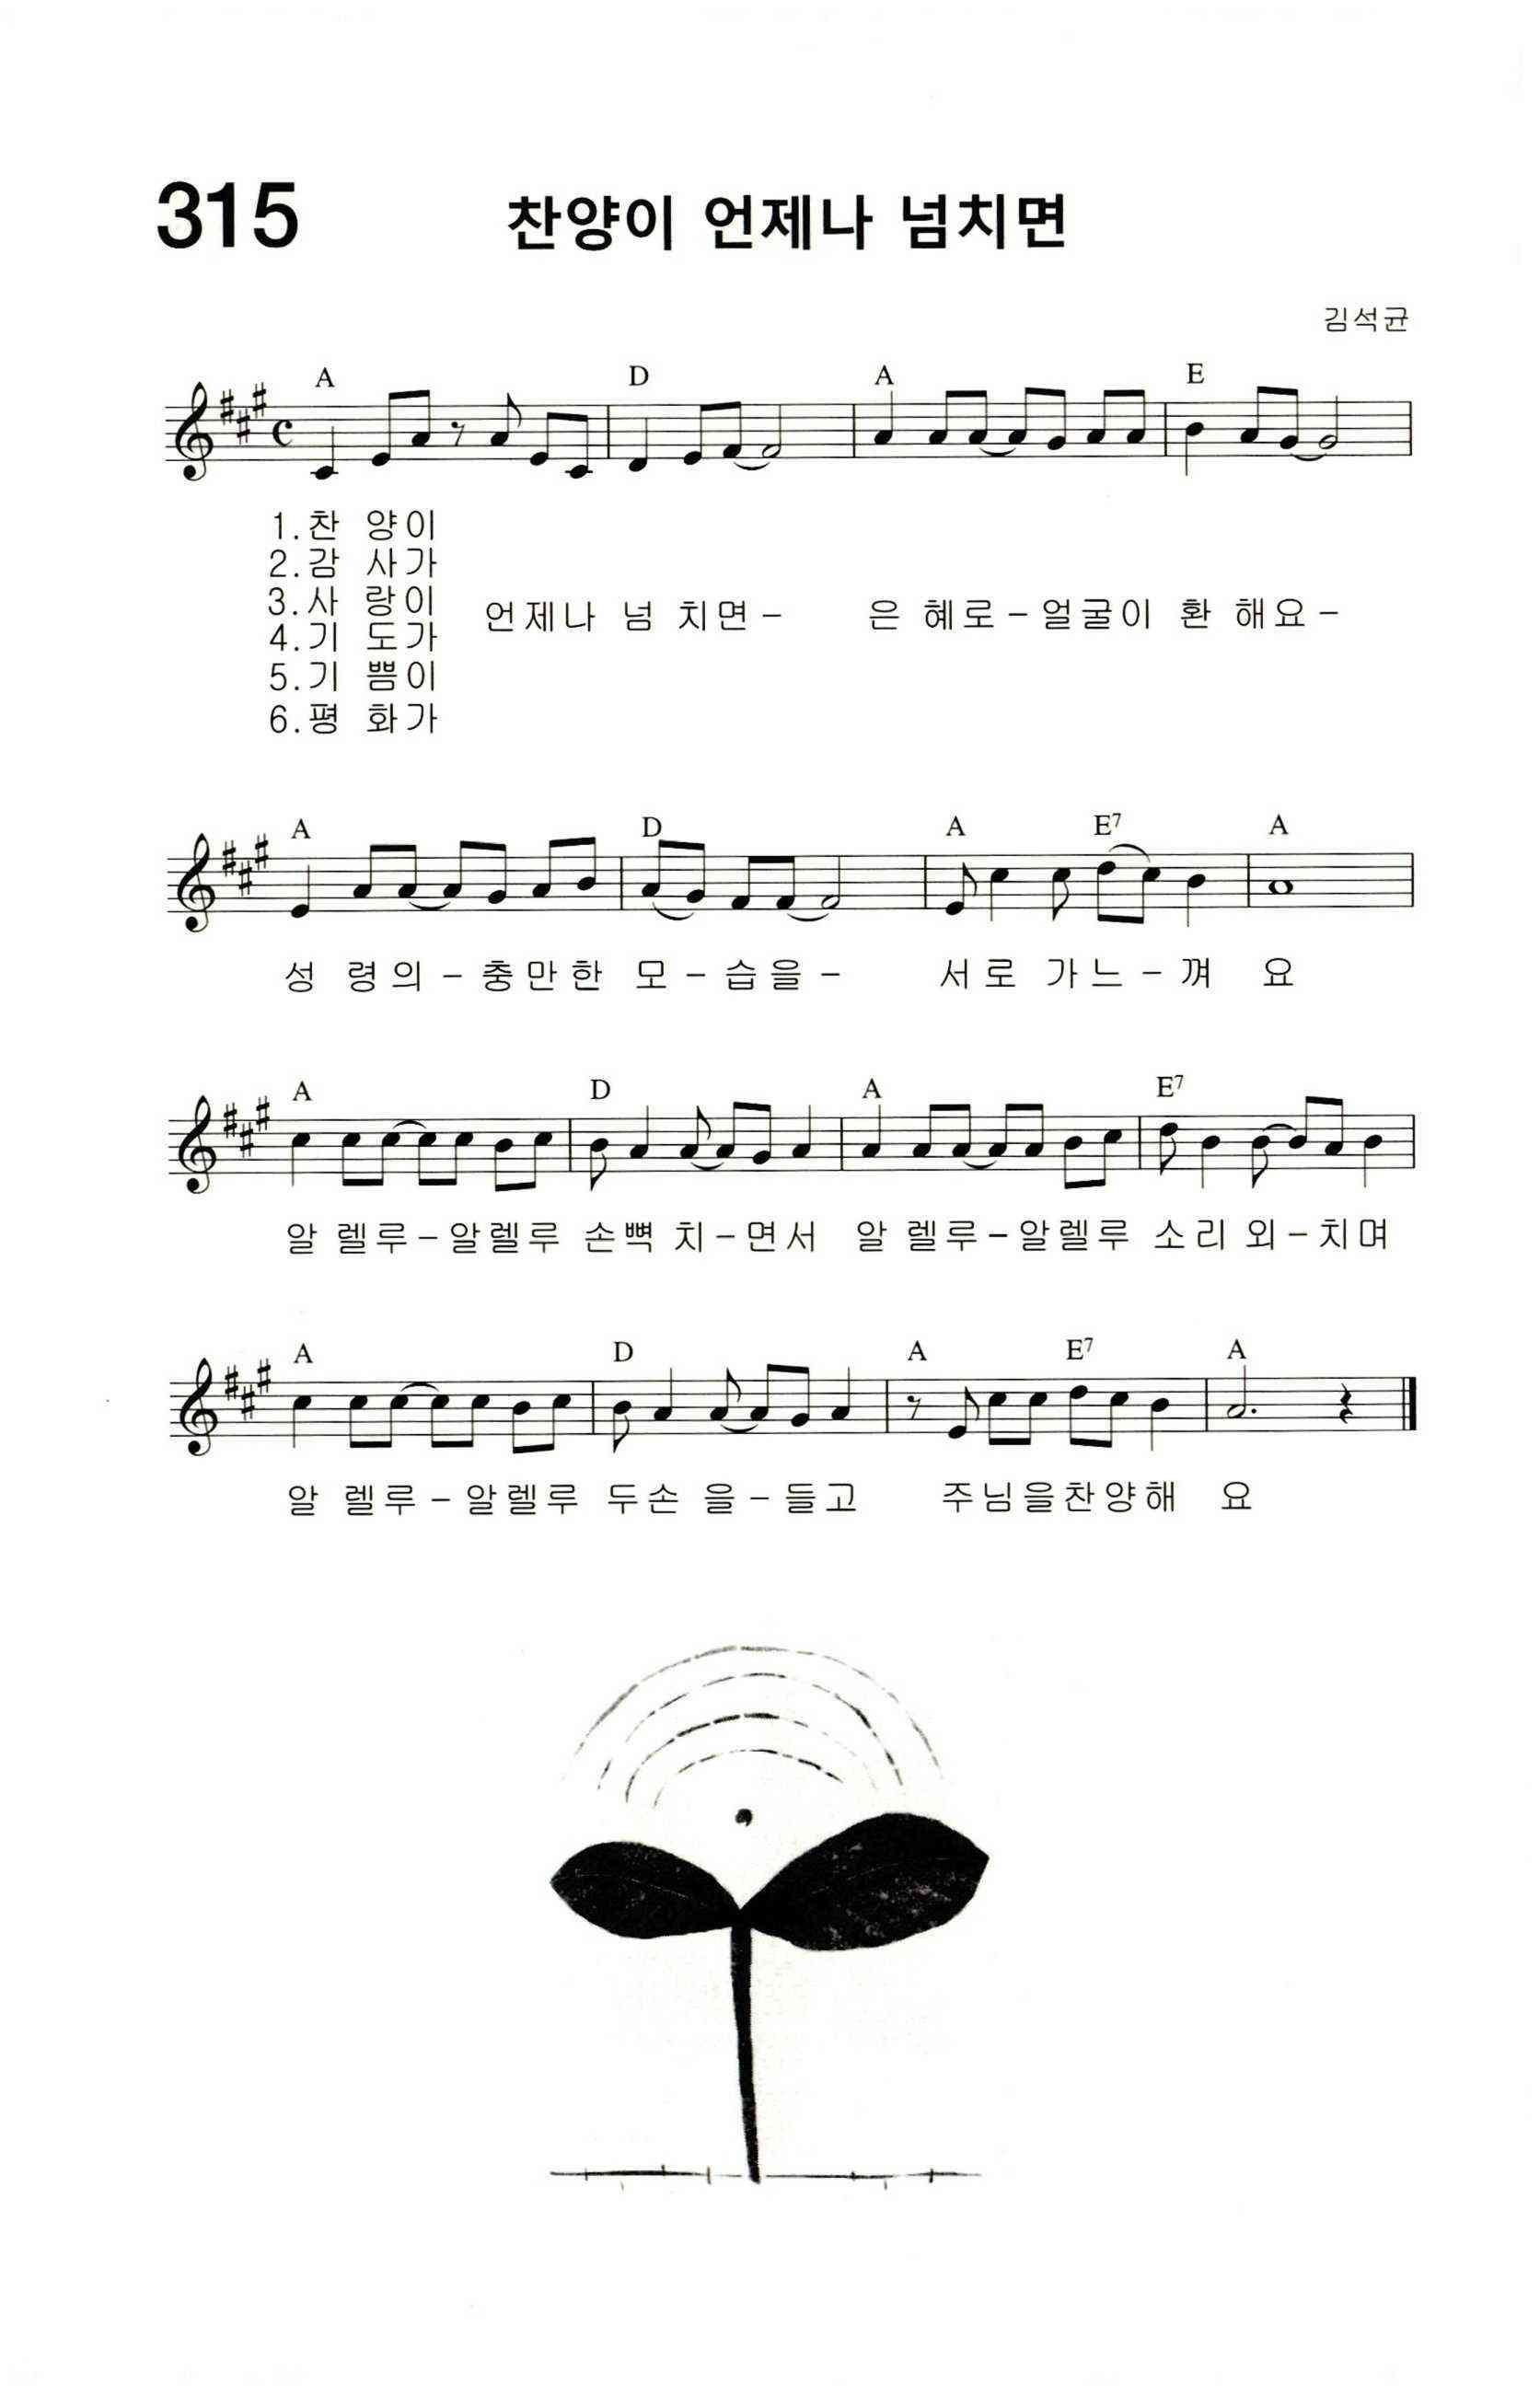 315 찬양이 언제나 넘치면
김석균
A D A E
1.찬 양이
2.감 사가
3.사 랑이
언제나 넘 치면- 은 혜로-얼굴이 환 해요-
4.기 도가
5.기 쁨이
6.평 화가
A D A E7 A
성 령의-충만한 모-습을- 서로 가느-껴 요
A D A E7
알 렐루-알렐루 손뼉 치-면서 알 렐루-알렐루 소리 외-치며
A D A E7 A
알 렐루-알렐루 두손 을-들고 주님을찬양해 요